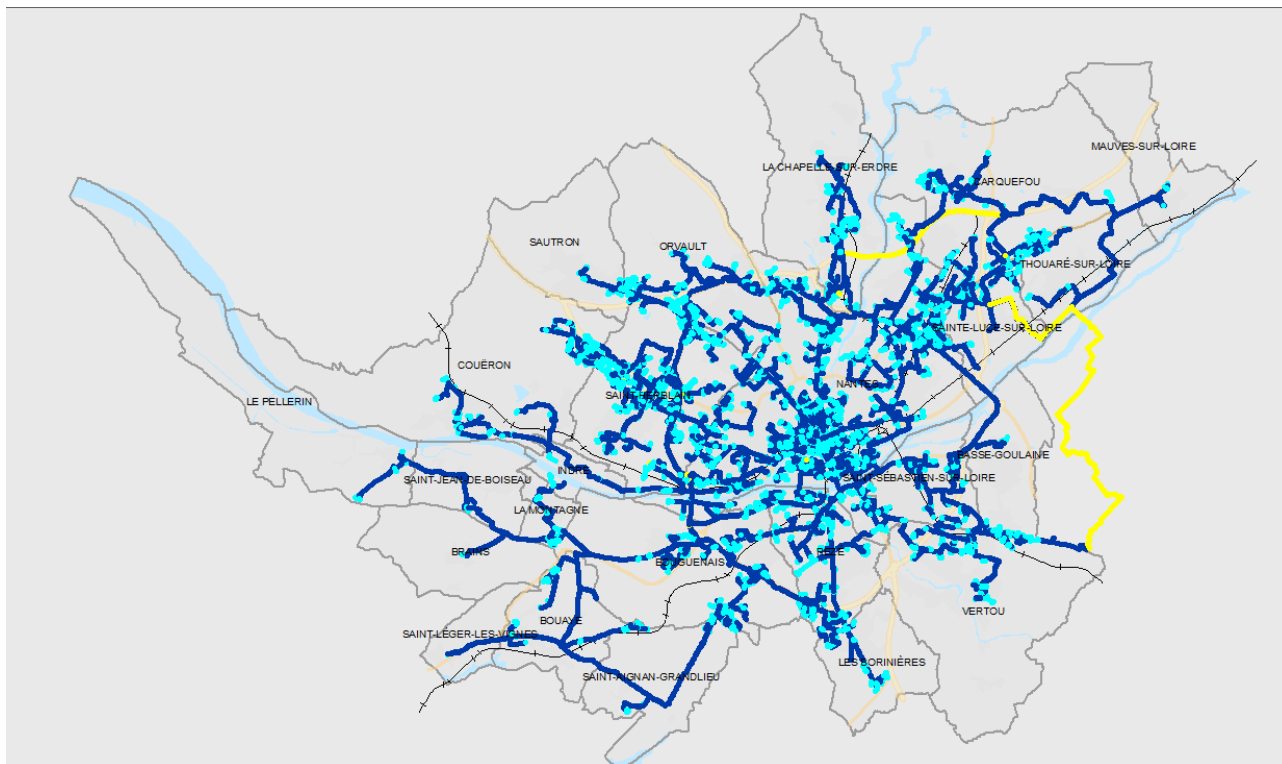 MAUVES-SUR-LOIRE
LA CHAPELLE-SUR-ERDRE
CARQUEFOU
SAUTRON
ORVAULT
THOUARÉ-SUR-LOIRE
SAINTE-LUCE-SUR-LOIRE
COUËRON
NANTES
SAINT-HERBLAIN
LE PELLERIN
BASSE-GOULAINE
INDRE
SAINT-JEAN-DE-BOISEAU
SAINT-SÉBASTIEN-SUR-LOIRE
LA MONTAGNE
BRAINS
REZÉ
BOUGUENAIS
VERTOU
BOUAYE
SAINT-LÉGER-LES-VIGNES
LES SORINIÈRES
SAINT-AIGNAN-GRANDLIEU